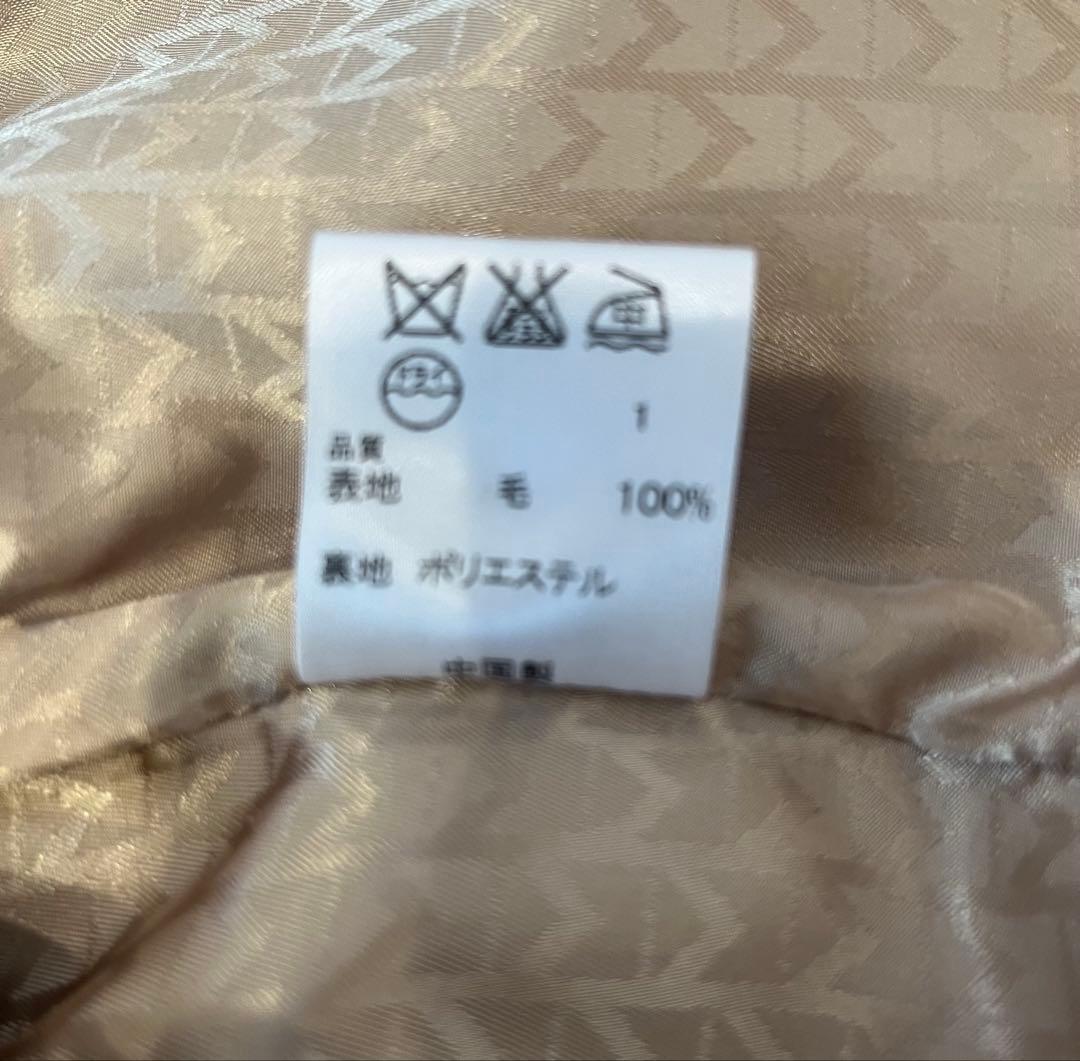 中
ドライ
1
品質
表地 毛 100%
裏地 ポリエステル
中国製